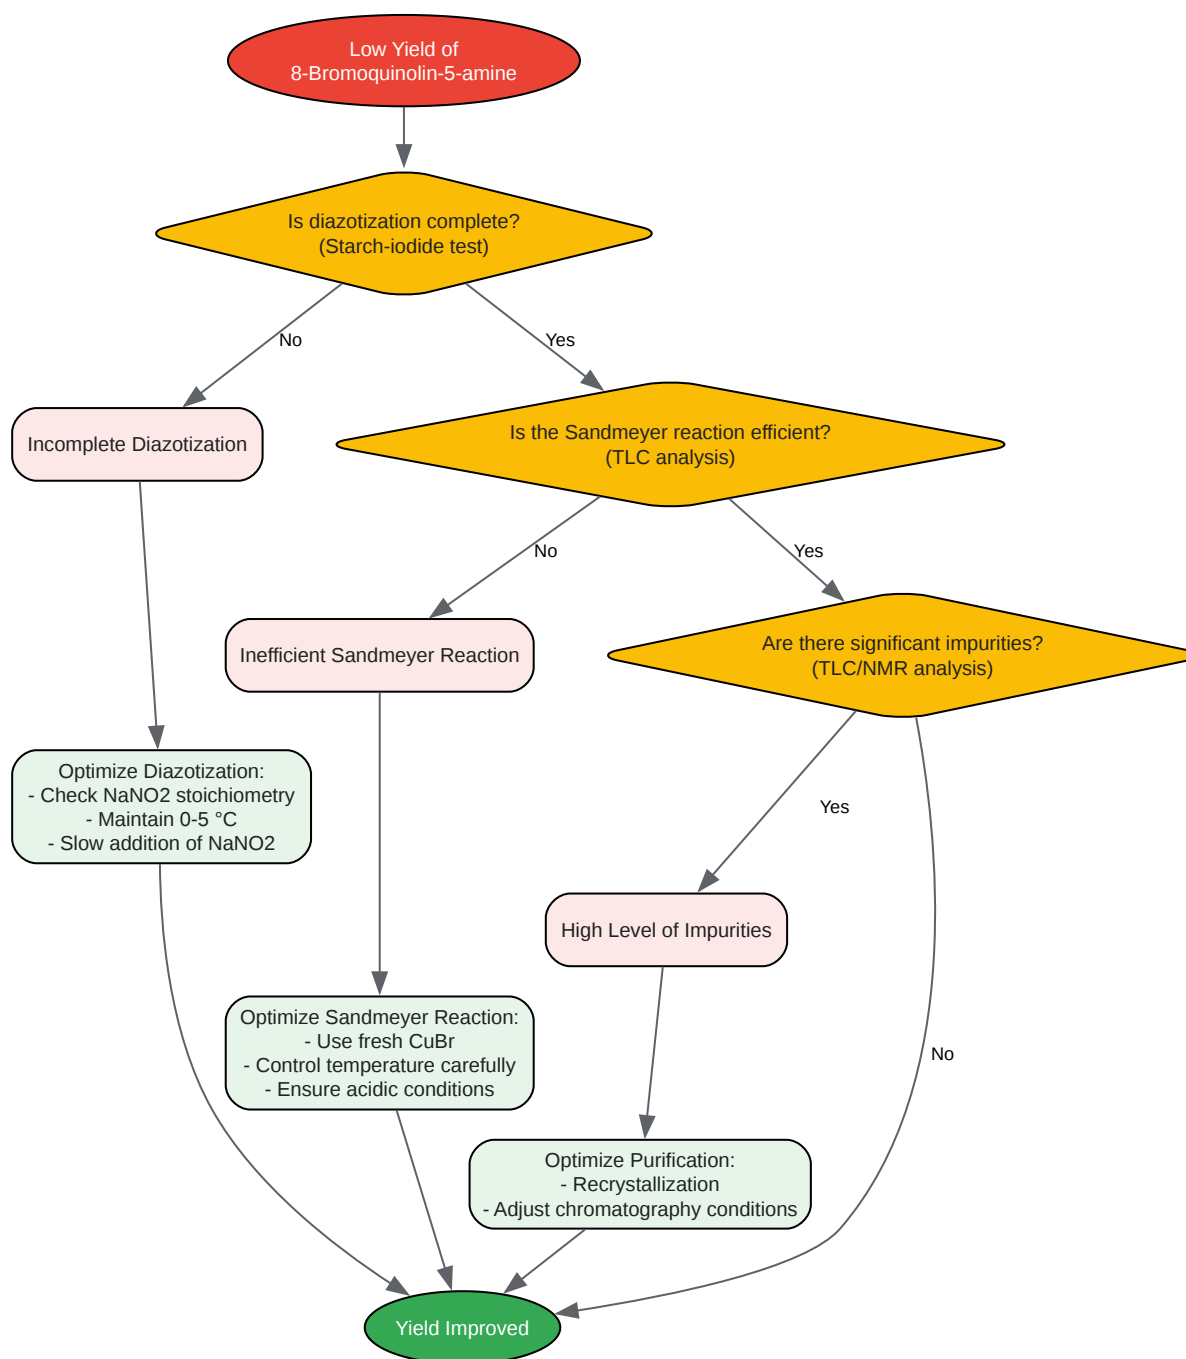 Low Yield of
8-Bromoquinolin-5-amine
Is diazotization complete?
(Starch-iodide test)
No
Yes
Incomplete Diazotization
Is the Sandmeyer reaction efficient?
(TLC analysis)
No
Yes
Inefficient Sandmeyer Reaction
Are there significant impurities?
(TLC/NMR analysis)
Optimize Diazotization:
- Check NaNO2 stoichiometry
- Maintain 0-5 °C
- Slow addition of NaNO2
Yes
High Level of Impurities
Optimize Sandmeyer Reaction:
- Use fresh CuBr
- Control temperature carefully
- Ensure acidic conditions
No
Optimize Purification:
- Recrystallization
- Adjust chromatography conditions
Yield Improved